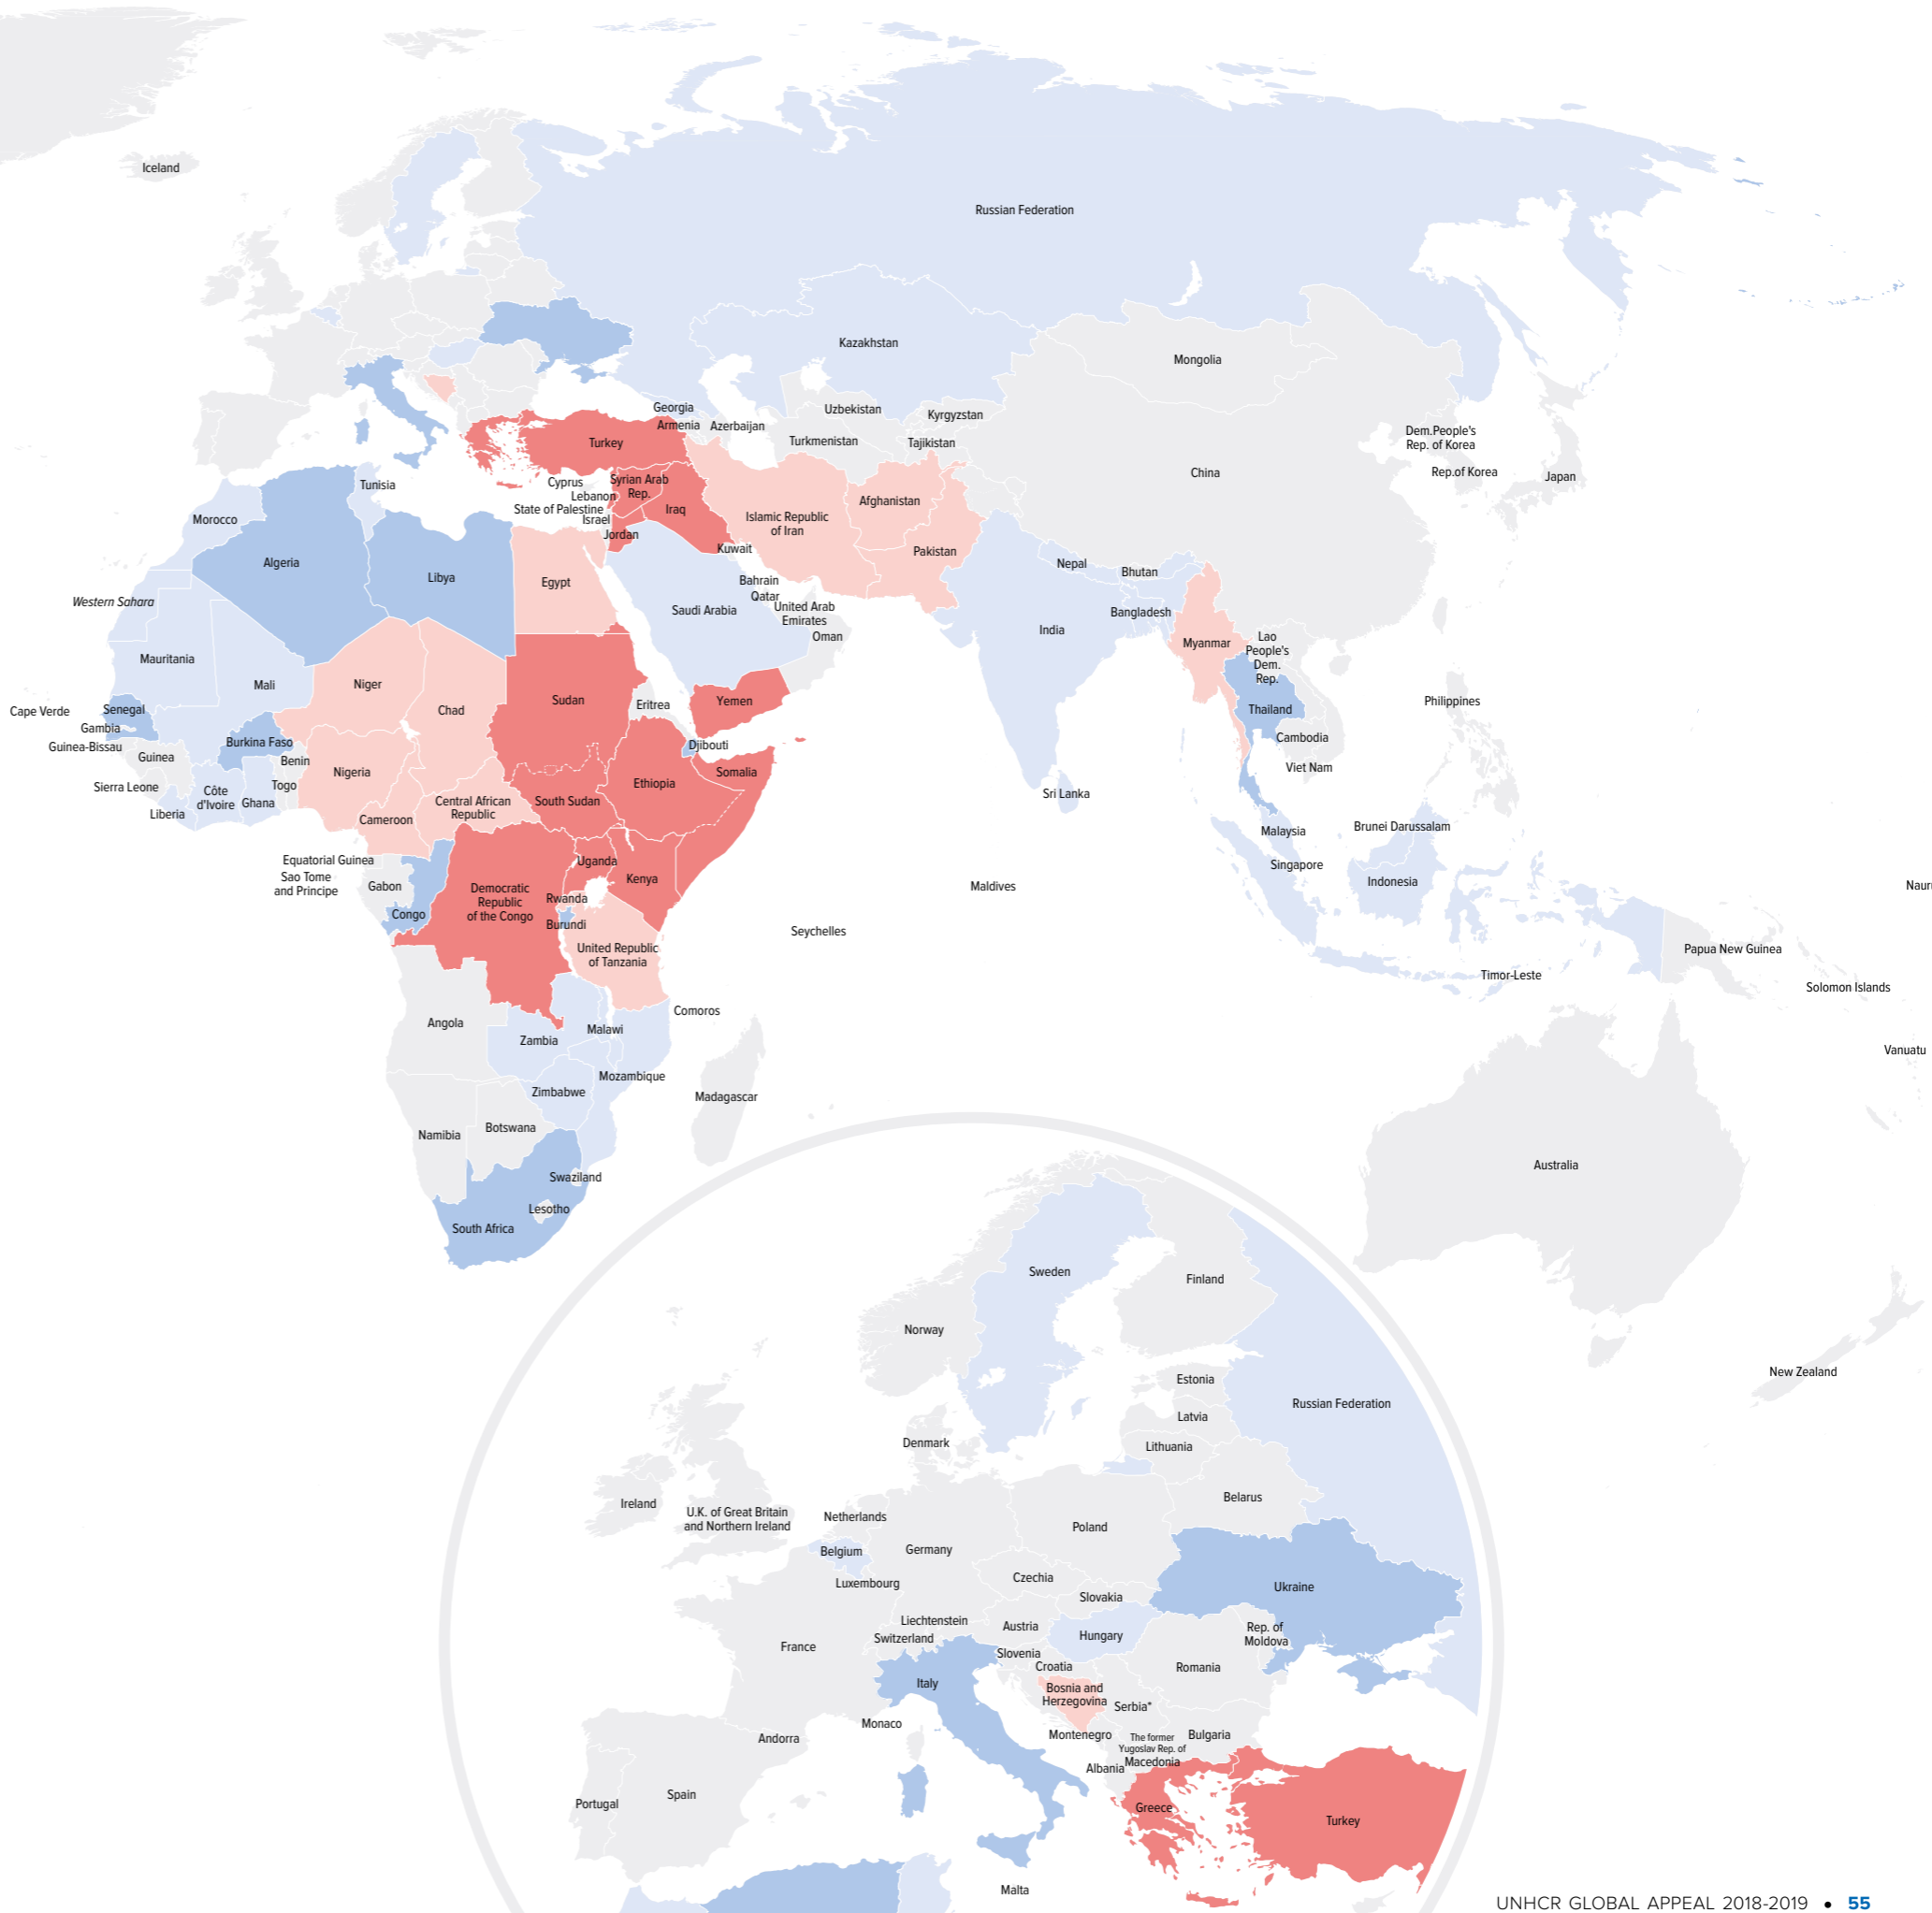 Iceland
Russian Federation
Kazakhstan
Mongolia
Georgia
Armenia
Azerbaijan
Uzbekistan
Kyrgyzstan
Turkmenistan
Tajikistan
Dem.People's
Rep. of Korea
Rep.of Korea
Japan
China
Turkey
Cyprus
Lebanon
State of Palestine
Israel
Syrian Arab
Rep.
Iraq
Jordan
Kuwait
Islamic Republic
of Iran
Afghanistan
Pakistan
Tunisia
Morocco
Algeria
Libya
Egypt
Western Sahara
Saudi Arabia
Bahrain
Qatar
United Arab
Emirates
Oman
Nepal
Bhutan
Bangladesh
India
Myanmar
Lao
People's
Dem.
Rep.
Thailand
Cambodia
Viet Nam
Philippines
Mauritania
Mali
Niger
Chad
Sudan
Eritrea
Yemen
Cape Verde
Senegal
Gambia
Guinea-Bissau
Guinea
Burkina Faso
Benin
Sierra Leone
Côte
d'Ivoire
Ghana
Togo
Liberia
Nigeria
Cameroon
Central African
Republic
South Sudan
Ethiopia
Djibouti
Somalia
Sri Lanka
Malaysia
Singapore
Brunei Darussalam
Indonesia
Equatorial Guinea
Sao Tome
and Principe
Gabon
Congo
Democratic
Republic
of the Congo
Uganda
Kenya
Rwanda
Burundi
United Republic
of Tanzania
Maldives
Seychelles
Naur
Papua New Guinea
Timor-Leste
Solomon Islands
Vanuatu
Angola
Zambia
Malawi
Comoros
Mozambique
Zimbabwe
Madagascar
Namibia
Botswana
Swaziland
Lesotho
South Africa
Australia
New Zealand
Sweden
Finland
Norway
Estonia
Latvia
Lithuania
Russian Federation
Denmark
Belarus
Ireland
U.K. of Great Britain
and Northern Ireland
Netherlands
Poland
Belgium
Germany
Luxembourg
Czechia
Slovakia
Ukraine
Liechtenstein
Switzerland
Austria
Hungary
Rep. of
Moldova
France
Slovenia
Croatia
Romania
Italy
Bosnia and
Herzegovina
Serbia*
Monaco
Andorra
Montenegro
The former
Yugoslav Rep. of
Macedonia
Bulgaria
Albania
Portugal
Spain
Greece
Turkey
Malta
UNHCR GLOBAL APPEAL 2018-2019 • 55